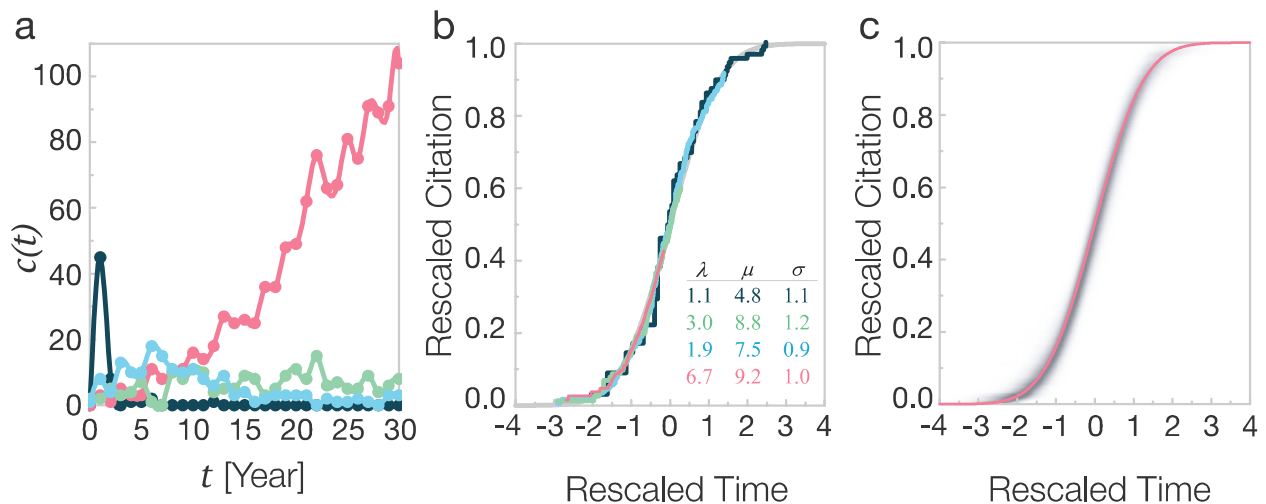 a
c(t)
100
80
60
40
20
0
0 5 10 15 20 25 30
t [Year]
b
Rescaled Citation
1.0
0.8
0.6
0.4
0.2
0.0
λ μ σ
1.1 4.8 1.1
3.0 8.8 1.2
1.9 7.5 0.9
6.7 9.2 1.0
-4 -3 -2 -1 0 1 2 3 4
Rescaled Time
c
Rescaled Citation
1.0
0.8
0.6
0.4
0.2
0.0
-4 -3 -2 -1 0 1 2 3 4
Rescaled Time